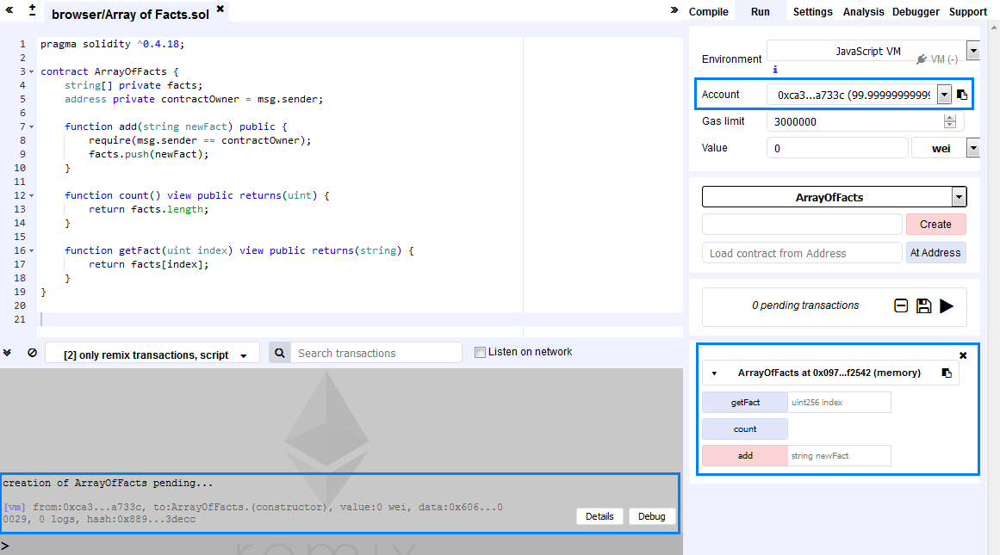 browser/Array of Facts.sol
1 pragma solidity ^0.4.18;
2
3 contract ArrayOfFacts {
4 string[] private facts;
5 address private contractOwner = msg.sender;
6
7 function add(string newFact) public {
8 require(msg.sender == contractOwner);
9 facts.push(newFact);
10 }
11
12 function count() view public returns(uint) {
13 return facts.length;
14 }
15
16 function getFact(uint index) view public returns(string) {
17 return facts[index];
18 }
19 }
20
21
[2] only remix transactions, script
Search transactions
Listen on network
creation of ArrayOfFacts pending...
[vm] from:0xca3...a733c, to:ArrayOfFacts.(constructor), value:0 wei, data:0x606...0
0029, 0 logs, hash:0x889...3decc
Details
Debug
remix
>
Compile Run Settings Analysis Debugger Support
Environment
JavaScript VM
VM (-)
Account
0xca3...a733c (99.9999999999
Gas limit
3000000
Value
0
wei
ArrayOfFacts
Create
Load contract from Address
At Address
0 pending transactions
ArrayOfFacts at 0x097...f2542 (memory)
getFact
uint256 index
count
add
string newFact